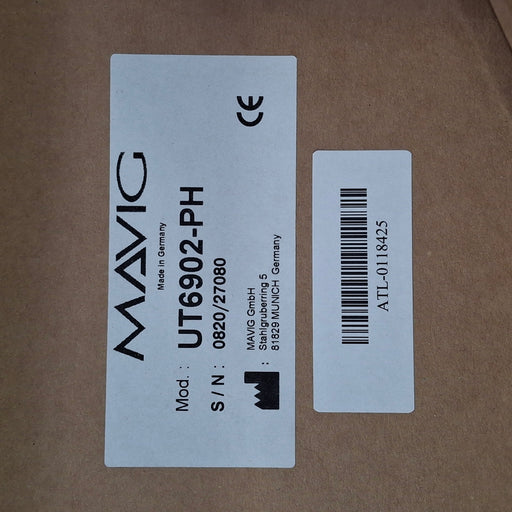 MAVIG
Made in Germany
Mod. : UT6902-PH
S / N : 0820/27080
: MAVIG GmbH
Stahlgruberring 5
81829 MUNICH Germany
CE
ATL-0118425